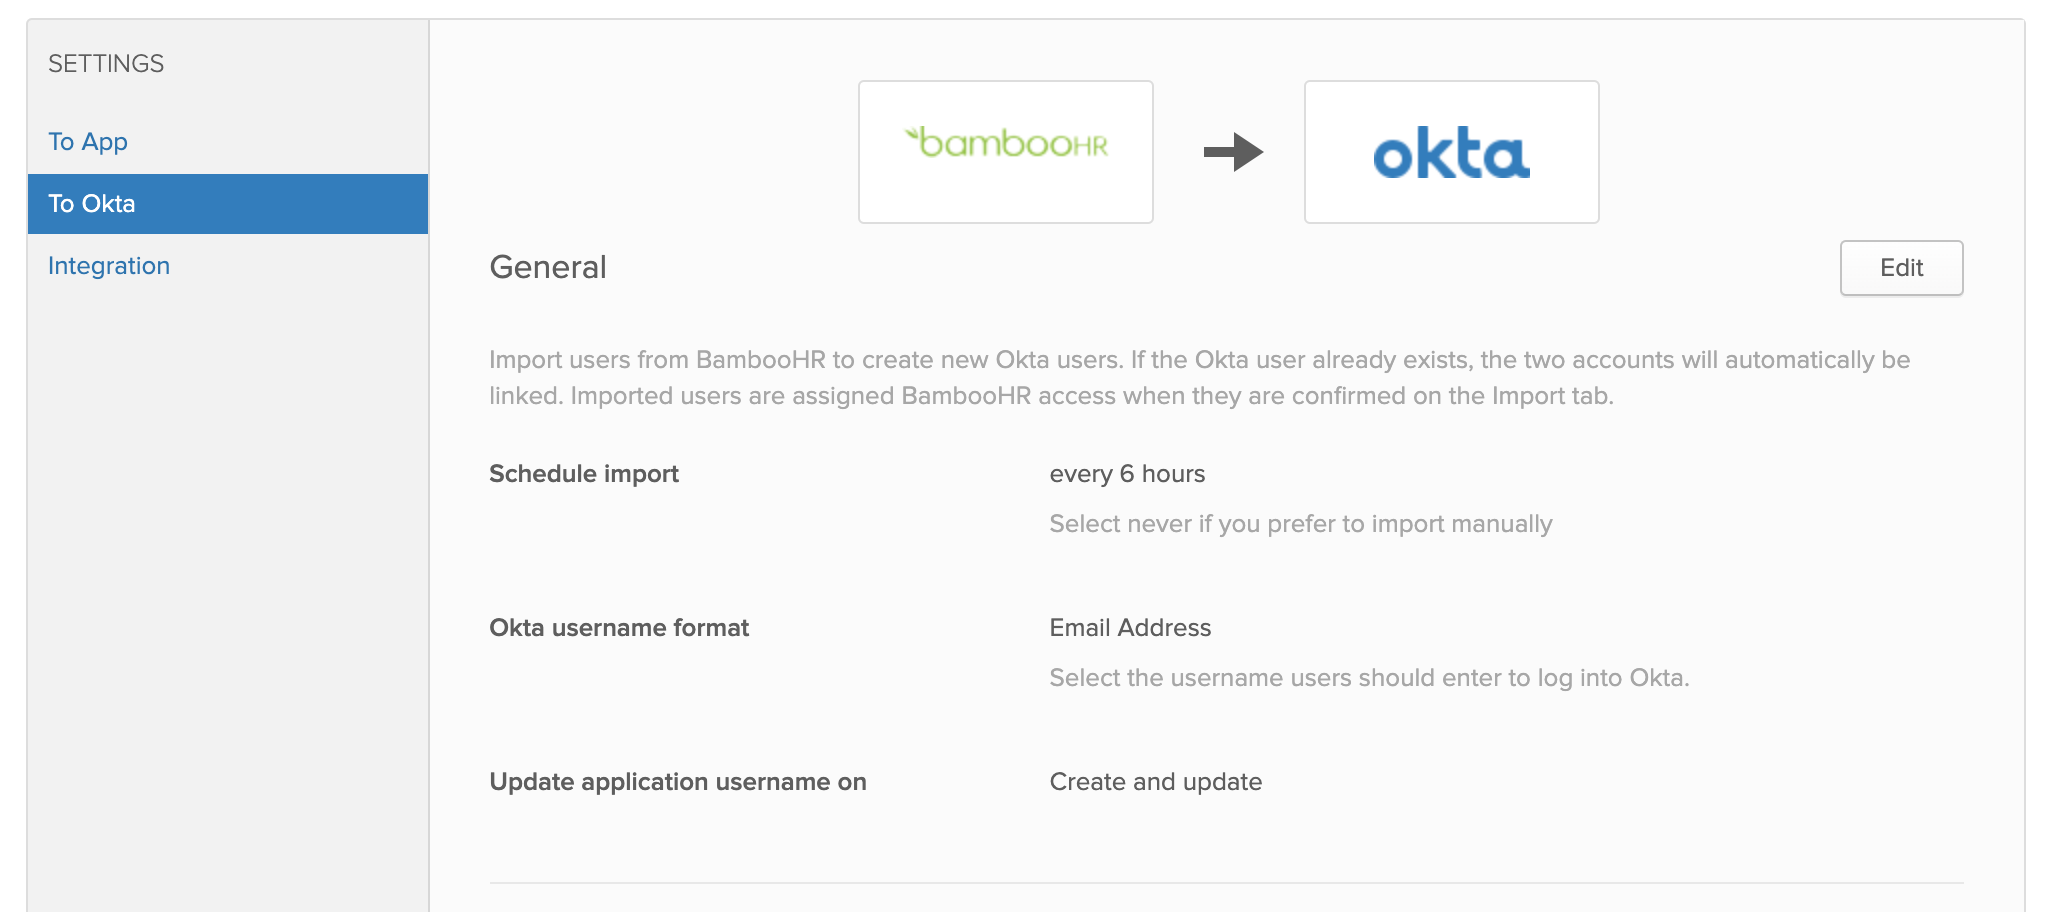 SETTINGS
To App
To Okta
Integration
bambooHR
okta
General
Edit
Import users from BambooHR to create new Okta users. If the Okta user already exists, the two accounts will automatically be
linked. Imported users are assigned BambooHR access when they are confirmed on the Import tab.
Schedule import
every 6 hours
Select never if you prefer to import manually
Okta username format
Email Address
Select the username users should enter to log into Okta.
Update application username on
Create and update